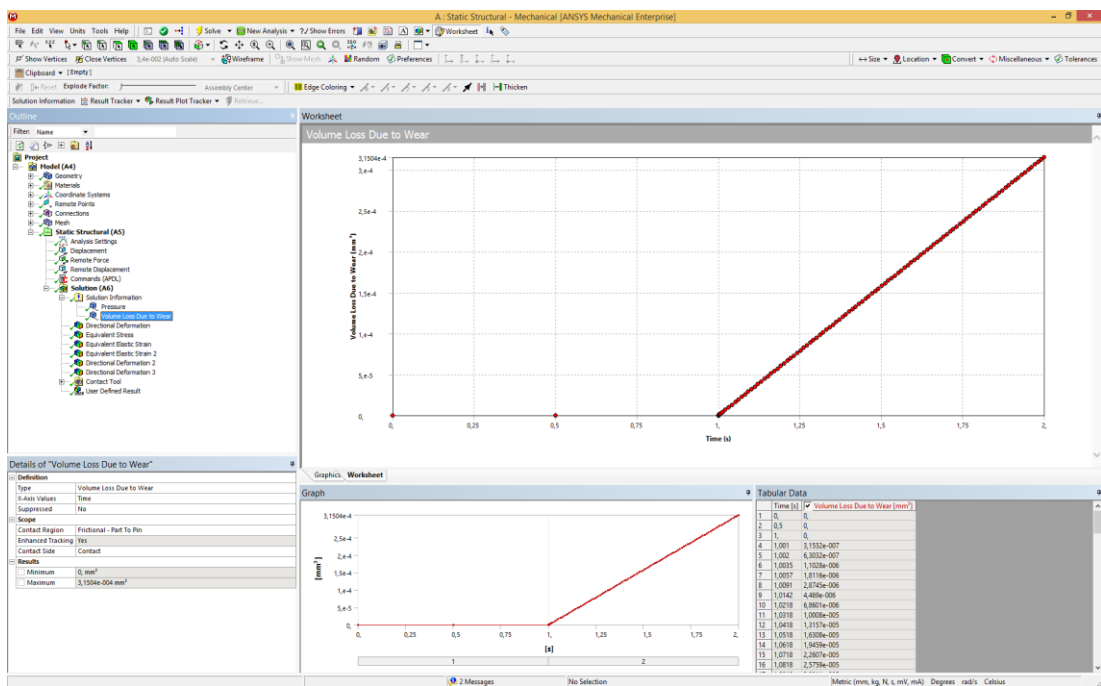 A : Static Structural - Mechanical [ANSYS Mechanical Enterprise]
File Edit View Units Tools Help Solve New Analysis ?/ Show Errors Worksheet
Show Vertices Close Vertices 3,4e-002 (Auto Scale) Wireframe Show Mesh Random Preferences Size Location Convert Miscellaneous Tolerances
Clipboard [Empty]
Reset Explode Factor: Assembly Center Edge Coloring Thicken
Solution Information Result Tracker Result Plot Tracker Retrieve...
Outline
Filter: Name
Project
Model (A4)
Geometry
Materials
Coordinate Systems
Remote Points
Connections
Mesh
Static Structural (A5)
Analysis Settings
Displacement
Remote Force
Remote Displacement
Commands (APDL)
Solution (A6)
Solution Information
Pressure
Volume Loss Due to Wear
Directional Deformation
Equivalent Stress
Equivalent Elastic Strain
Equivalent Elastic Strain 2
Directional Deformation 2
Directional Deformation 3
Contact Tool
User Defined Result
Details of "Volume Loss Due to Wear"
Definition
Type Volume Loss Due to Wear
X-Axis Values Time
Suppressed No
Scope
Contact Region Frictional - Part To Pin
Enhanced Tracking Yes
Contact Side Contact
Results
Minimum 0, mm³
Maximum 3,1504e-004 mm³
Worksheet
Volume Loss Due to Wear
Volume Loss Due to Wear [mm³]
3,1504e-4
3,e-4
2,5e-4
2,e-4
1,5e-4
1,e-4
5,e-5
0,
0, 0,25 0,5 0,75 1, 1,25 1,5 1,75 2,
Time (s)
Graphics Worksheet
Graph
[mm³]
3,1504e-4
2,5e-4
2,e-4
1,5e-4
1,e-4
5,e-5
0,
0, 0,25 0,5 0,75 1, 1,25 1,5 1,75 2,
[s]
1 2
Tabular Data
Time [s] Volume Loss Due to Wear [mm³]
1 0, 0,
2 0,5 0,
3 1, 0,
4 1,001 3,1532e-007
5 1,002 6,3032e-007
6 1,0035 1,1028e-006
7 1,0057 1,8116e-006
8 1,0091 2,8745e-006
9 1,0142 4,469e-006
10 1,0218 6,8601e-006
11 1,0318 1,0008e-005
12 1,0418 1,3157e-005
13 1,0518 1,6308e-005
14 1,0618 1,9459e-005
15 1,0718 2,2607e-005
16 1,0818 2,5759e-005
2 Messages No Selection Metric (mm, kg, N, s, mV, mA) Degrees rad/s Celsius